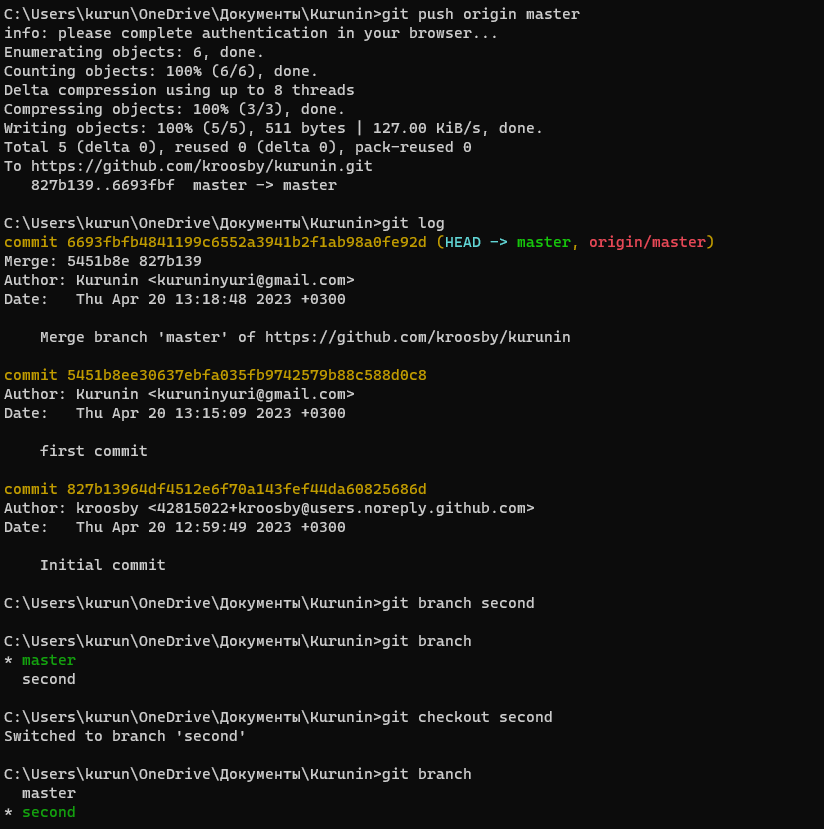 C:\Users\kurun\OneDrive\Документы\Kurunin>git push origin master
info: please complete authentication in your browser...
Enumerating objects: 6, done.
Counting objects: 100% (6/6), done.
Delta compression using up to 8 threads
Compressing objects: 100% (3/3), done.
Writing objects: 100% (5/5), 511 bytes | 127.00 KiB/s, done.
Total 5 (delta 0), reused 0 (delta 0), pack-reused 0
To https://github.com/kroosby/kurunin.git
   827b139..6693fbf  master -> master
C:\Users\kurun\OneDrive\Документы\Kurunin>git log
commit 6693fbfb4841199c6552a3941b2f1ab98a0fe92d (HEAD -> master, origin/master)
Merge: 5451b8e 827b139
Author: Kurunin <kuruninyuri@gmail.com>
Date:   Thu Apr 20 13:18:48 2023 +0300
    Merge branch 'master' of https://github.com/kroosby/kurunin
commit 5451b8ee30637ebfa035fb9742579b88c588d0c8
Author: Kurunin <kuruninyuri@gmail.com>
Date:   Thu Apr 20 13:15:09 2023 +0300
    first commit
commit 827b13964df4512e6f70a143fef44da60825686d
Author: kroosby <42815022+kroosby@users.noreply.github.com>
Date:   Thu Apr 20 12:59:49 2023 +0300
    Initial commit
C:\Users\kurun\OneDrive\Документы\Kurunin>git branch second
C:\Users\kurun\OneDrive\Документы\Kurunin>git branch
* master
  second
C:\Users\kurun\OneDrive\Документы\Kurunin>git checkout second
Switched to branch 'second'
C:\Users\kurun\OneDrive\Документы\Kurunin>git branch
  master
* second